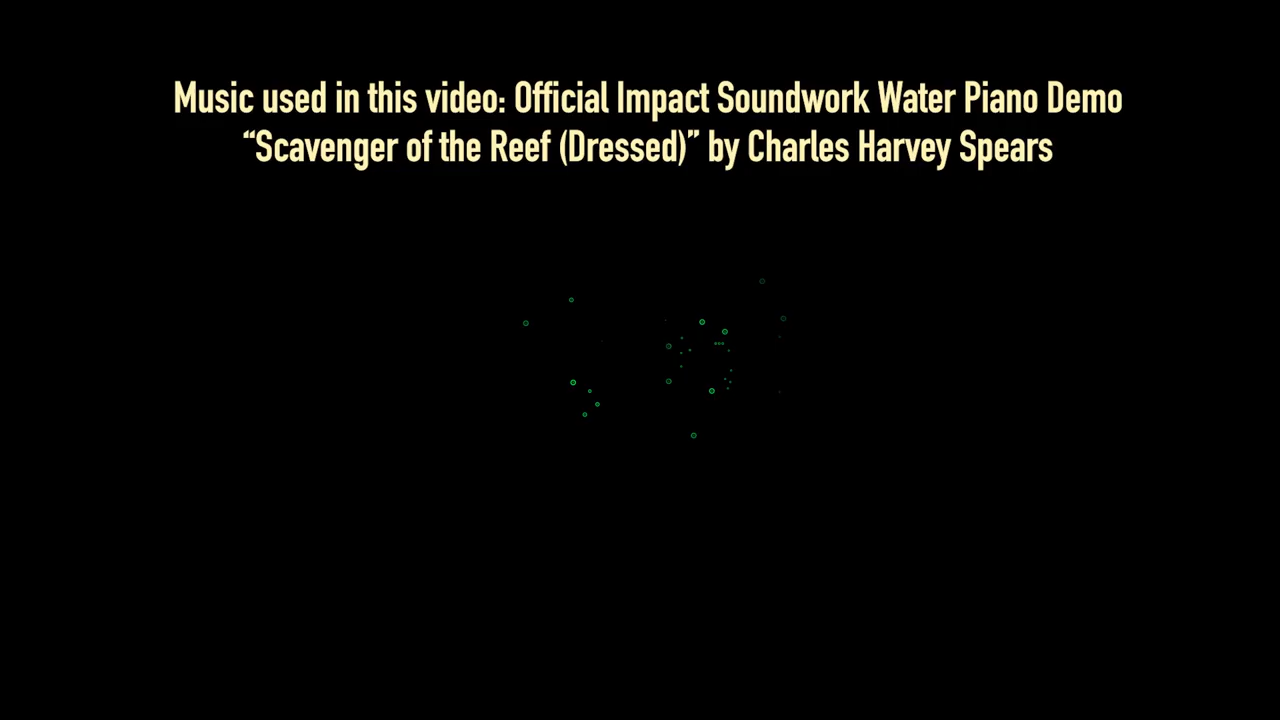 Music used in this video: Official Impact Soundwork Water Piano Demo
“Scavenger of the Reef (Dressed)” by Charles Harvey Spears